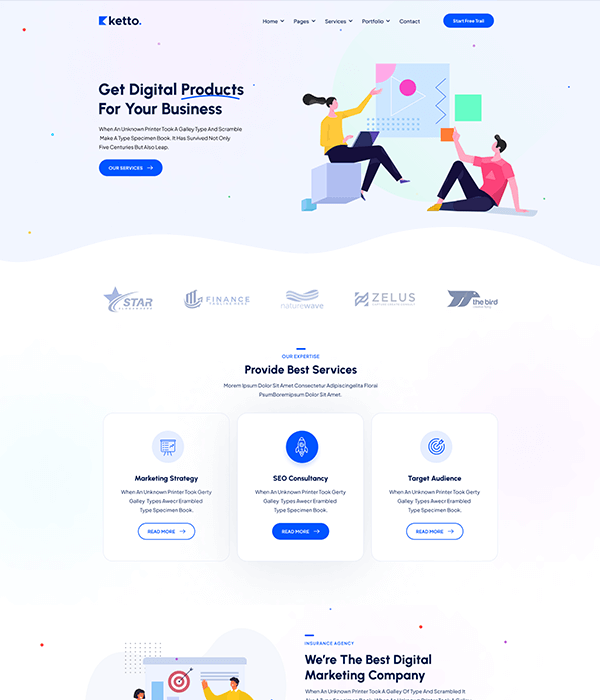 ketto.
Home Pages Services Portfolio Contact
Start Free Trail
Get Digital Products
For Your Business
When An Unknown Printer Took A Galley Type And Scramble
Make A Type Specimen Book. It Has Survived Not Only
Five Centuries But Also Leap.
OUR SERVICES
STAR
FINANCE
naturewave
ZELUS
the bird
OUR EXPERTISE
Provide Best Services
Morem Ipsum Dolor Sit Amet Consectetur Adipiscingelita Florai
PsumBoremipsum Dolor Sit Amet.
Marketing Strategy
When An Unknown Printer Took Gerty
Galley Types Awecr Erambled
Type Specimen Book.
READ MORE
SEO Consultancy
When An Unknown Printer Took Gerty
Galley Types Awecr Erambled
Type Specimen Book.
READ MORE
Target Audience
When An Unknown Printer Took Gerty
Galley Types Awecr Erambled
Type Specimen Book.
READ MORE
INSURANCE AGENCY
We're The Best Digital
Marketing Company
When An Unknown Printer Took A Galley Of Type And Scrambled It